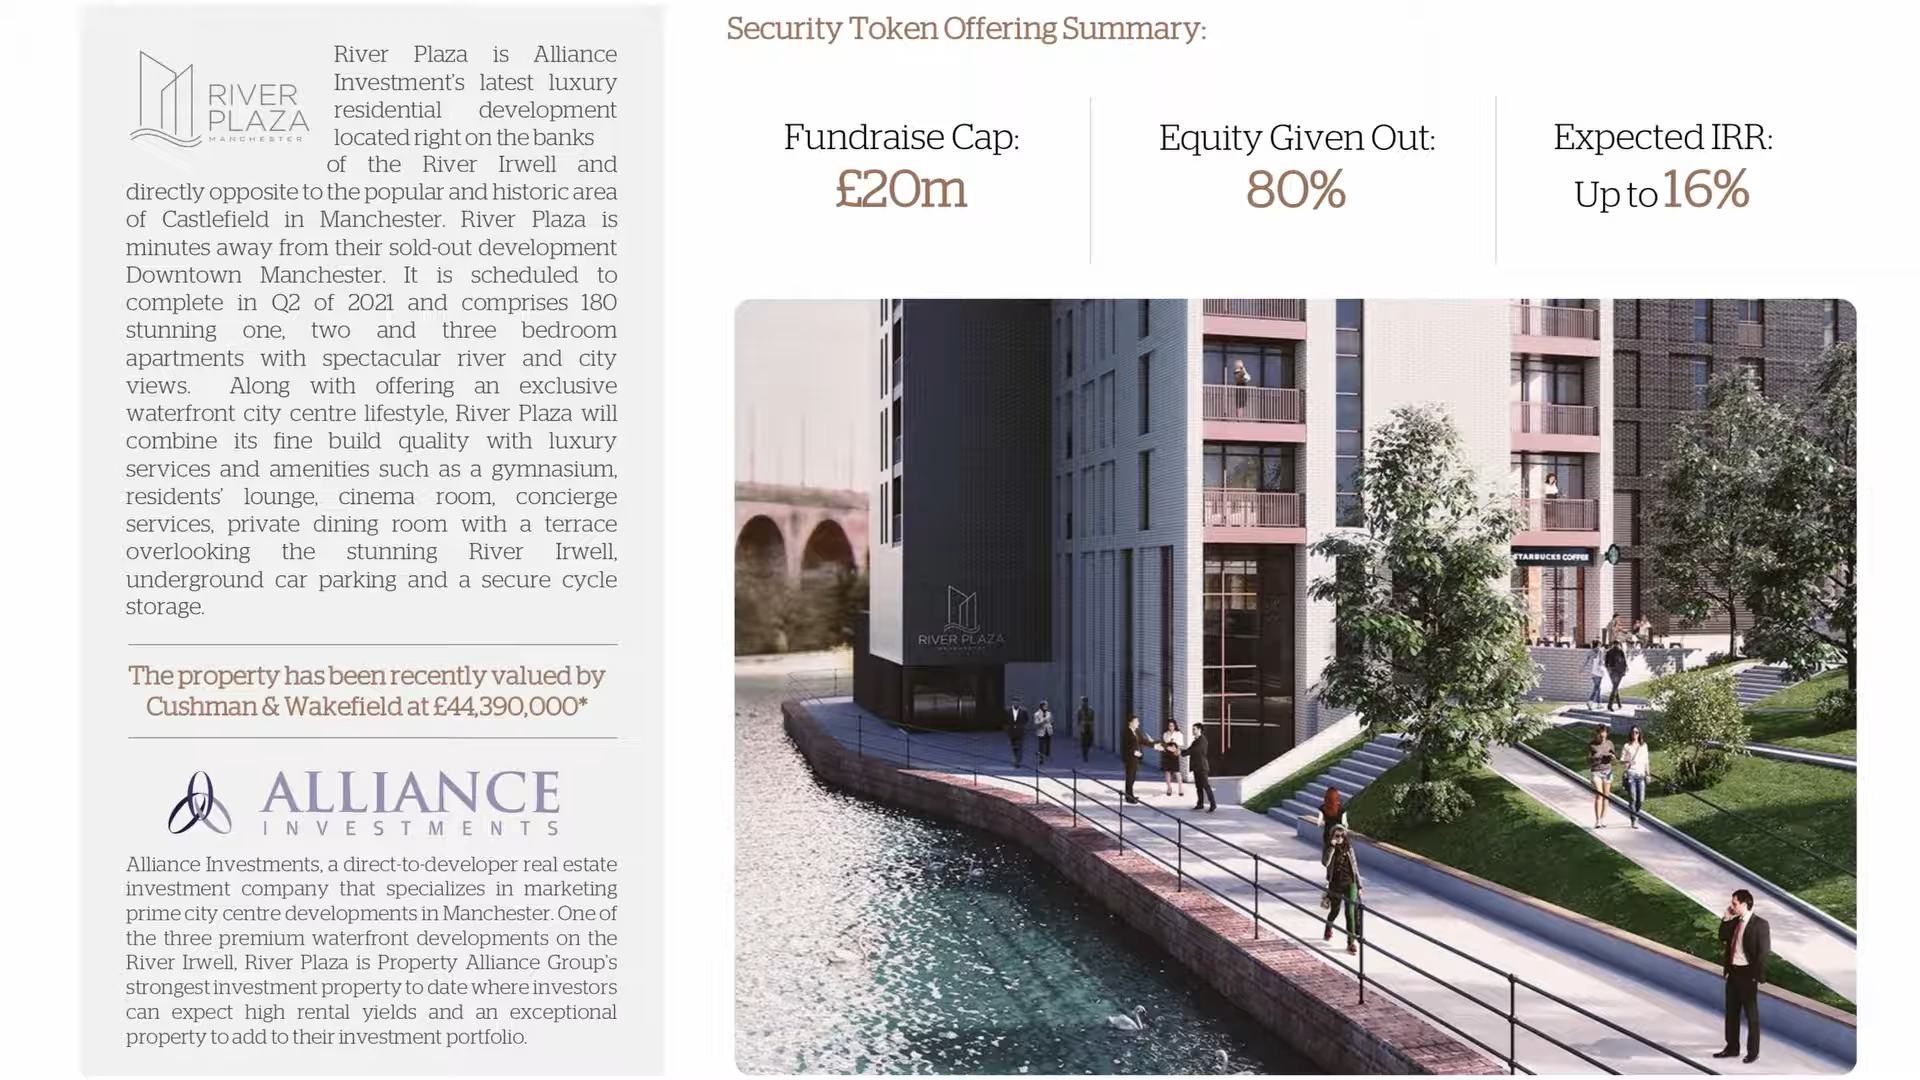 RIVER
PLAZA
MANCHESTER
River Plaza is Alliance
Investment's latest luxury
residential development
located right on the banks
of the River Irwell and
directly opposite to the popular and historic area
of Castlefield in Manchester. River Plaza is
minutes away from their sold-out development
Downtown Manchester. It is scheduled to
complete in Q2 of 2021 and comprises 180
stunning one, two and three bedroom
apartments with spectacular river and city
views. Along with offering an exclusive
waterfront city centre lifestyle, River Plaza will
combine its fine build quality with luxury
services and amenities such as a gymnasium,
residents' lounge, cinema room, concierge
services, private dining room with a terrace
overlooking the stunning River Irwell,
underground car parking and a secure cycle
storage.
The property has been recently valued by
Cushman & Wakefield at £44,390,000*
ALLIANCE
INVESTMENTS
Alliance Investments, a direct-to-developer real estate
investment company that specializes in marketing
prime city centre developments in Manchester. One of
the three premium waterfront developments on the
River Irwell, River Plaza is Property Alliance Group's
strongest investment property to date where investors
can expect high rental yields and an exceptional
property to add to their investment portfolio.
Security Token Offering Summary:
Fundraise Cap:
£20m
Equity Given Out:
80%
Expected IRR:
Up to 16%
STARBUCKS COFFEE
RIVER PLAZA